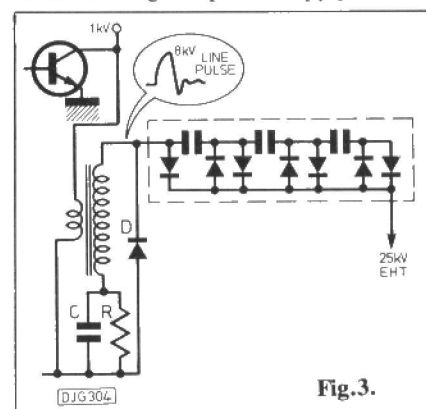 1kV
8kV LINE
PULSE
D
C R
25kV
EHT
DJG304
Fig.3.